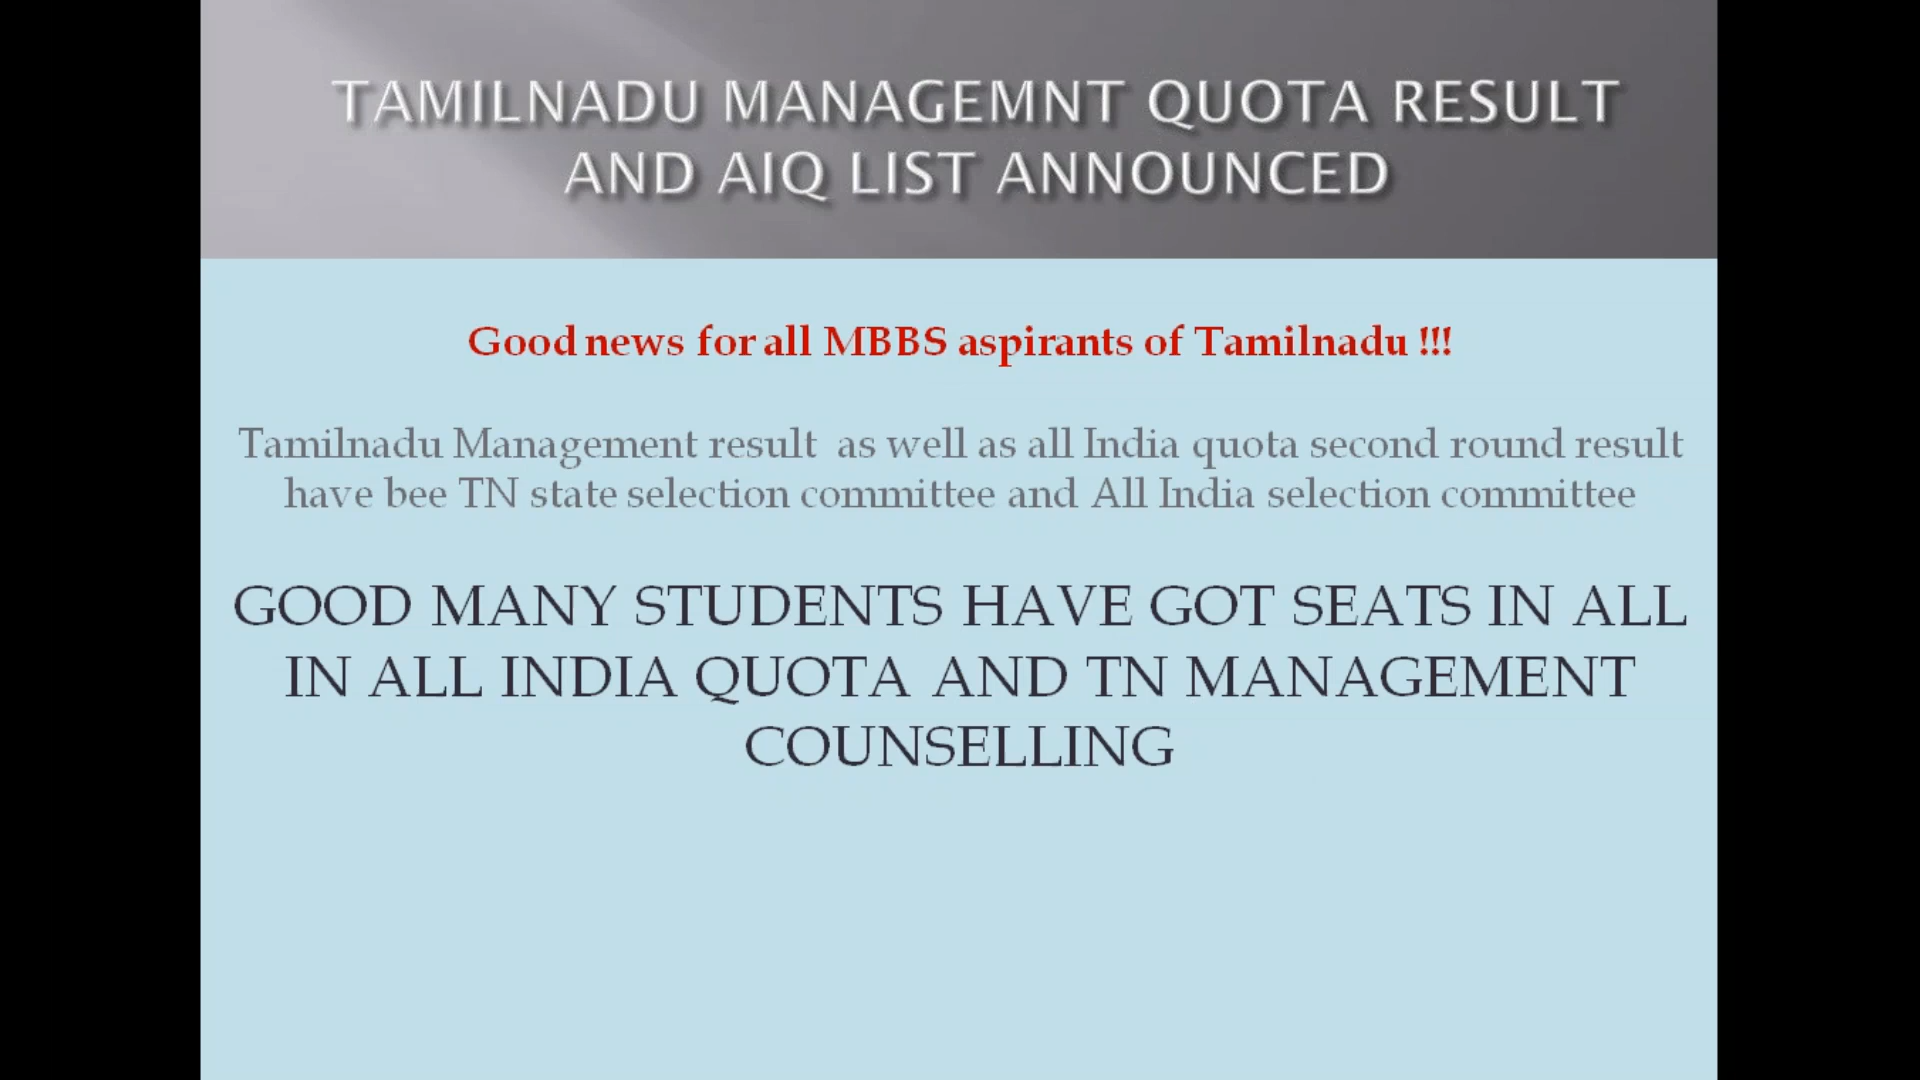 TAMILNADU MANAGEMNT QUOTA RESULT
AND AIQ LIST ANNOUNCED
Good news for all MBBS aspirants of Tamilnadu !!!
Tamilnadu Management result as well as all India quota second round result
have bee TN state selection committee and All India selection committee
GOOD MANY STUDENTS HAVE GOT SEATS IN ALL
IN ALL INDIA QUOTA AND TN MANAGEMENT
COUNSELLING